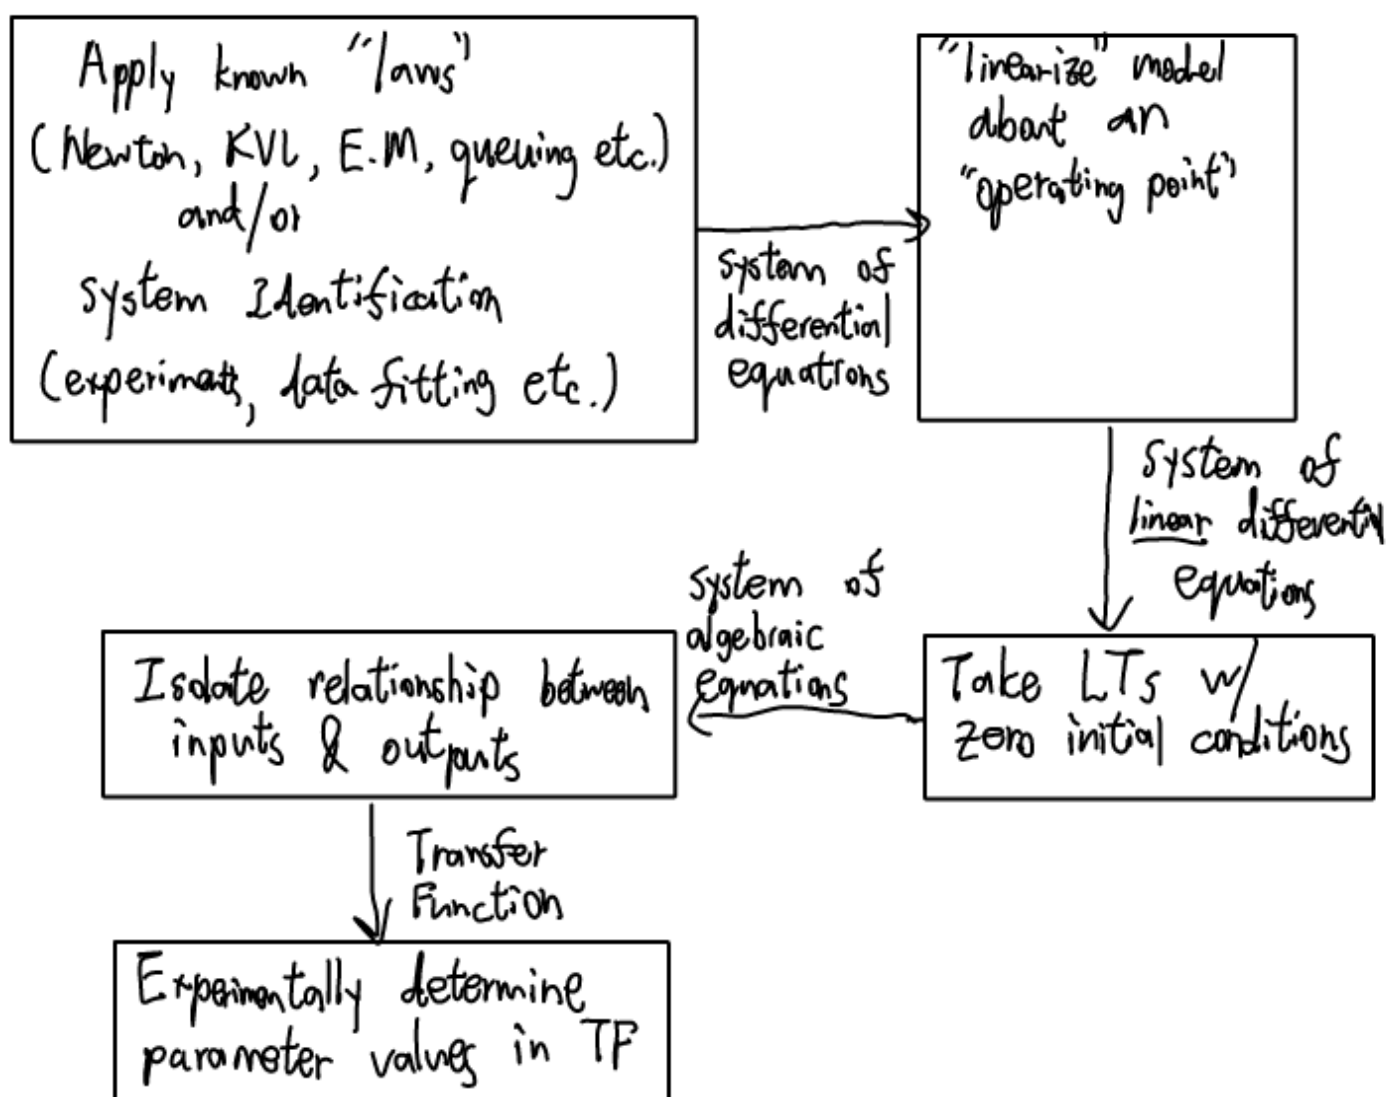 Apply known "laws"
(Newton, KVL, E.M, queuing etc.)
and/or
System Identification
(experiments, data fitting etc.)
system of
differential
equations
"linearize" model
about an
"operating point"
system of
linear differential
equations
Take LTs w/
zero initial conditions
system of
algebraic
equations
Isolate relationship between
inputs & outputs
Transfer
Function
Experimentally determine
parameter values in TF